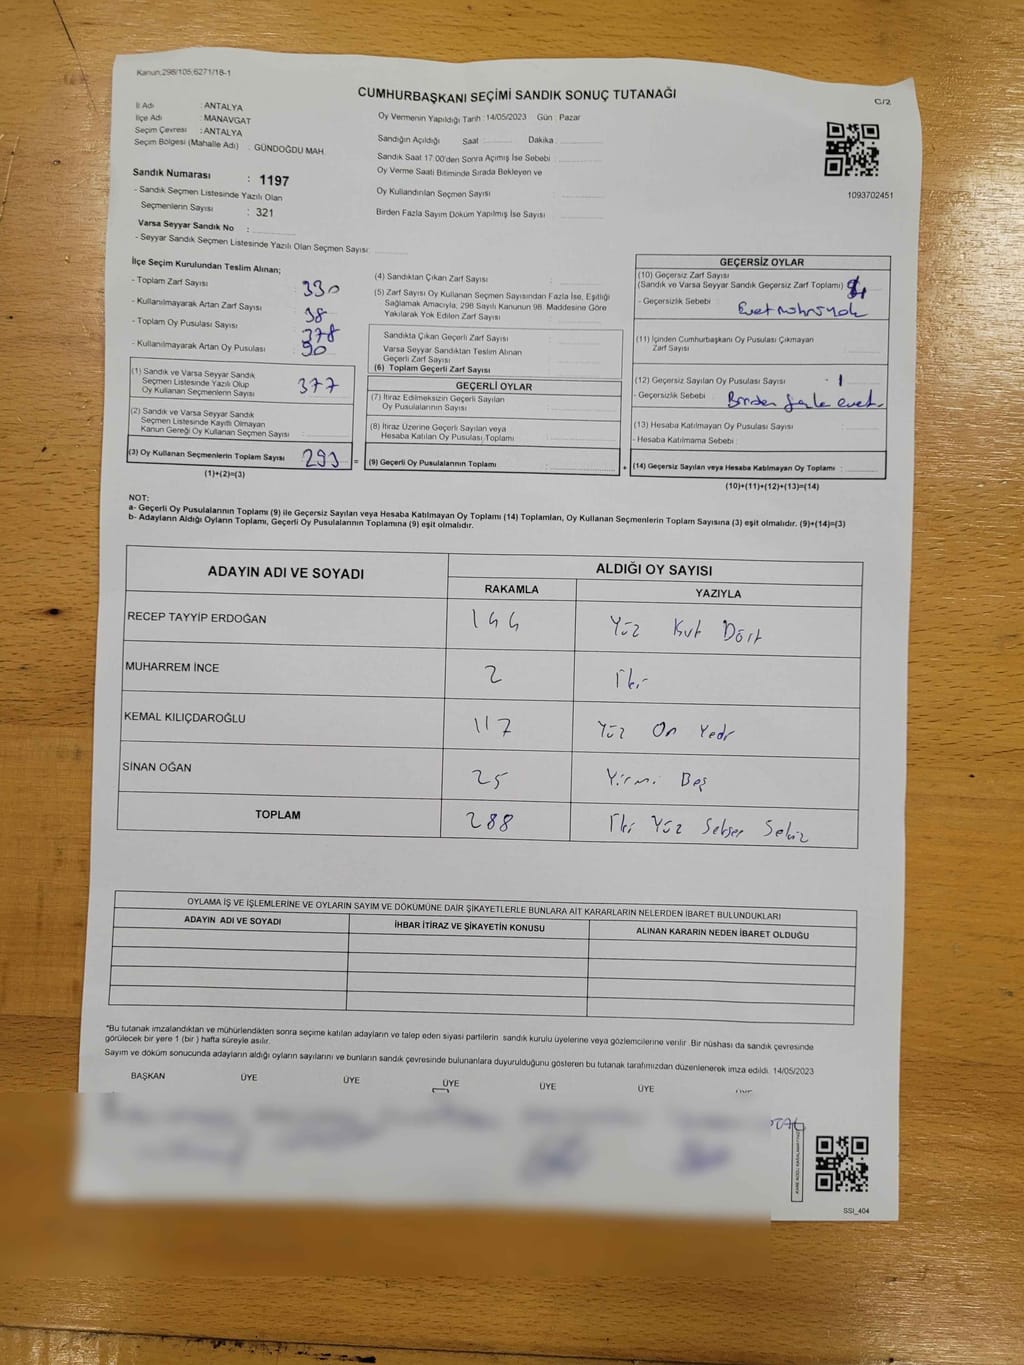 Kanun;298/105;6271/18-1
CUMHURBAŞKANI SEÇİMİ SANDIK SONUÇ TUTANAĞI
C/2
İl Adı : ANTALYA
İlçe Adı : MANAVGAT
Seçim Çevresi : ANTALYA
Seçim Bölgesi (Mahalle Adı) : GÜNDOĞDU MAH.
Oy Vermenin Yapıldığı Tarih : 14/05/2023 Gün : Pazar
Sandığın Açıldığı Saat : Dakika :
Sandık Saat 17:00'den Sonra Açımış İse Sebebi :
Oy Verme Saati Bitiminde Sırada Bekleyen ve
Oy Kullandırılan Seçmen Sayısı :
Birden Fazla Sayım Döküm Yapılmış İse Sayısı :
1093702451
Sandık Numarası : 1197
- Sandık Seçmen Listesinde Yazılı Olan
Seçmenlerin Sayısı : 321
Varsa Seyyar Sandık No :
- Seyyar Sandık Seçmen Listesinde Yazılı Olan Seçmen Sayısı:
İlçe Seçim Kurulundan Teslim Alınan;
- Toplam Zarf Sayısı 330
- Kullanılmayarak Artan Zarf Sayısı : 38
- Toplam Oy Pusulası Sayısı 378
- Kullanılmayarak Artan Oy Pusulası 90
(1) Sandık ve Varsa Seyyar Sandık
Seçmen Listesinde Yazılı Olup
Oy Kullanan Seçmenlerin Sayısı : 377
(2) Sandık ve Varsa Seyyar Sandık
Seçmen Listesinde Kayıtlı Olmayan
Kanun Gereği Oy Kullanan Seçmen Sayısı :
(3) Oy Kullanan Seçmenlerin Toplam Sayısı 293 =
(1)+(2)=(3)
(4) Sandıktan Çıkan Zarf Sayısı :
(5) Zarf Sayısı Oy Kullanan Seçmen Sayısından Fazla İse, Eşitliği
Sağlamak Amacıyla, 298 Sayılı Kanunun 98. Maddesine Göre
Yakılarak Yok Edilen Zarf Sayısı :
Sandıkta Çıkan Geçerli Zarf Sayısı :
Varsa Seyyar Sandıktan Teslim Alınan
Geçerli Zarf Sayısı :
(6) Toplam Geçerli Zarf Sayısı :
GEÇERLİ OYLAR
(7) İtiraz Edilmeksizin Geçerli Sayılan
Oy Pusulalarının Sayısı :
(8) İtiraz Üzerine Geçerli Sayılan veya
Hesaba Katılan Oy Pusulası Toplamı :
(9) Geçerli Oy Pusulalarının Toplamı : +
GEÇERSİZ OYLAR
(10) Geçersiz Zarf Sayısı
(Sandık ve Varsa Seyyar Sandık Geçersiz Zarf Toplamı)
- Geçersizlik Sebebi : Evet mührü yok
(11) İçinden Cumhurbaşkanı Oy Pusulası Çıkmayan
Zarf Sayısı :
(12) Geçersiz Sayılan Oy Pusulası Sayısı : 1
- Geçersizlik Sebebi : Birden fazla evet.
(13) Hesaba Katılmayan Oy Pusulası Sayısı :
- Hesaba Katılmama Sebebi :
(14) Geçersiz Sayılan veya Hesaba Katılmayan Oy Toplamı :
(10)+(11)+(12)+(13)=(14)
NOT:
a- Geçerli Oy Pusulalarının Toplamı (9) ile Geçersiz Sayılan veya Hesaba Katılmayan Oy Toplamı (14) Toplamları, Oy Kullanan Seçmenlerin Toplam Sayısına (3) eşit olmalıdır. (9)+(14)=(3)
b- Adayların Aldığı Oyların Toplamı, Geçerli Oy Pusulalarının Toplamına (9) eşit olmalıdır.
ADAYIN ADI VE SOYADI ALDIĞI OY SAYISI
RAKAMLA YAZIYLA
RECEP TAYYİP ERDOĞAN 144 Yüz Kırk Dört
MUHARREM İNCE 2 İki
KEMAL KILIÇDAROĞLU 117 Yüz On Yedi
SİNAN OĞAN 25 Yirmi Beş
TOPLAM 288 İki Yüz Seksen Sekiz
OYLAMA İŞ VE İŞLEMLERİNE VE OYLARIN SAYIM VE DÖKÜMÜNE DAİR ŞİKAYETLERLE BUNLARA AİT KARARLARIN NELERDEN İBARET BULUNDUKLARI
ADAYIN ADI VE SOYADI İHBAR İTİRAZ VE ŞİKAYETİN KONUSU ALINAN KARARIN NEDEN İBARET OLDUĞU
*Bu tutanak imzalandıktan ve mühürlendikten sonra seçime katılan adayların ve talep eden siyasi partilerin sandık kurulu üyelerine veya gözlemcilerine verilir. Bir nüshası da sandık çevresinde
görülecek bir yere 1 (bir ) hafta süreyle asılır.
Sayım ve döküm sonucunda adayların aldığı oyların sayılarını ve bunların sandık çevresinde bulunanlara duyurulduğunu gösteren bu tutanak tarafımızdan düzenlenerek imza edildi. 14/05/2023
BAŞKAN ÜYE ÜYE ÜYE ÜYE ÜYE
SSI_404